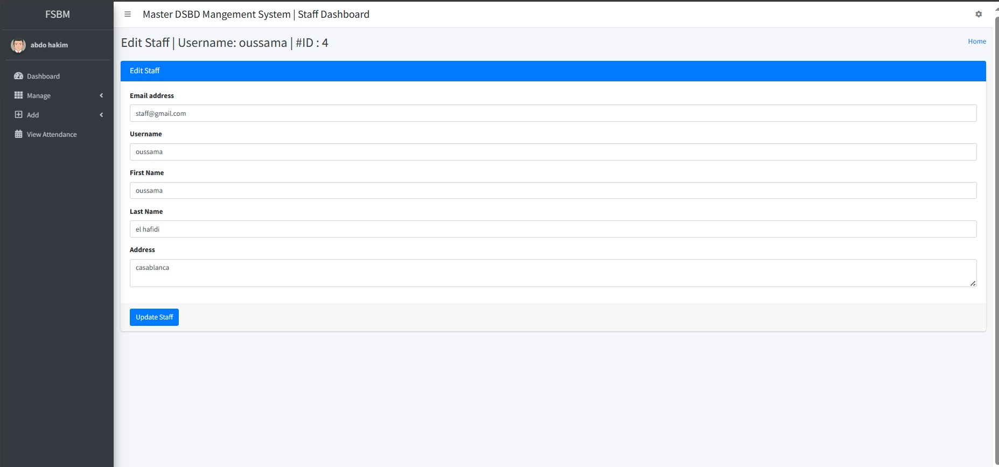 FSBM
Master DSBD Mangement System | Staff Dashboard
abdo hakim
Dashboard
Manage
Add
View Attendance
Edit Staff | Username: oussama | #ID : 4
Home
Edit Staff
Email address
staff@gmail.com
Username
oussama
First Name
oussama
Last Name
el hafidi
Address
casablanca
Update Staff